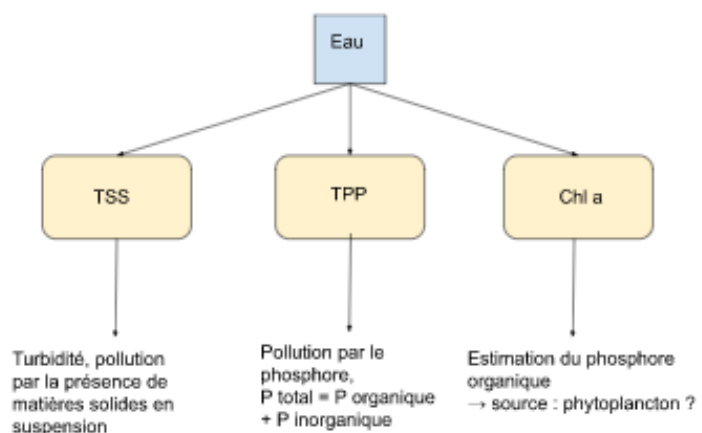 Eau
TSS
TPP
Chl a
Turbidité, pollution
par la présence de
matières solides en
suspension
Pollution par le
phosphore,
P total = P organique
+ P inorganique
Estimation du phosphore
organique
→ source : phytoplancton ?